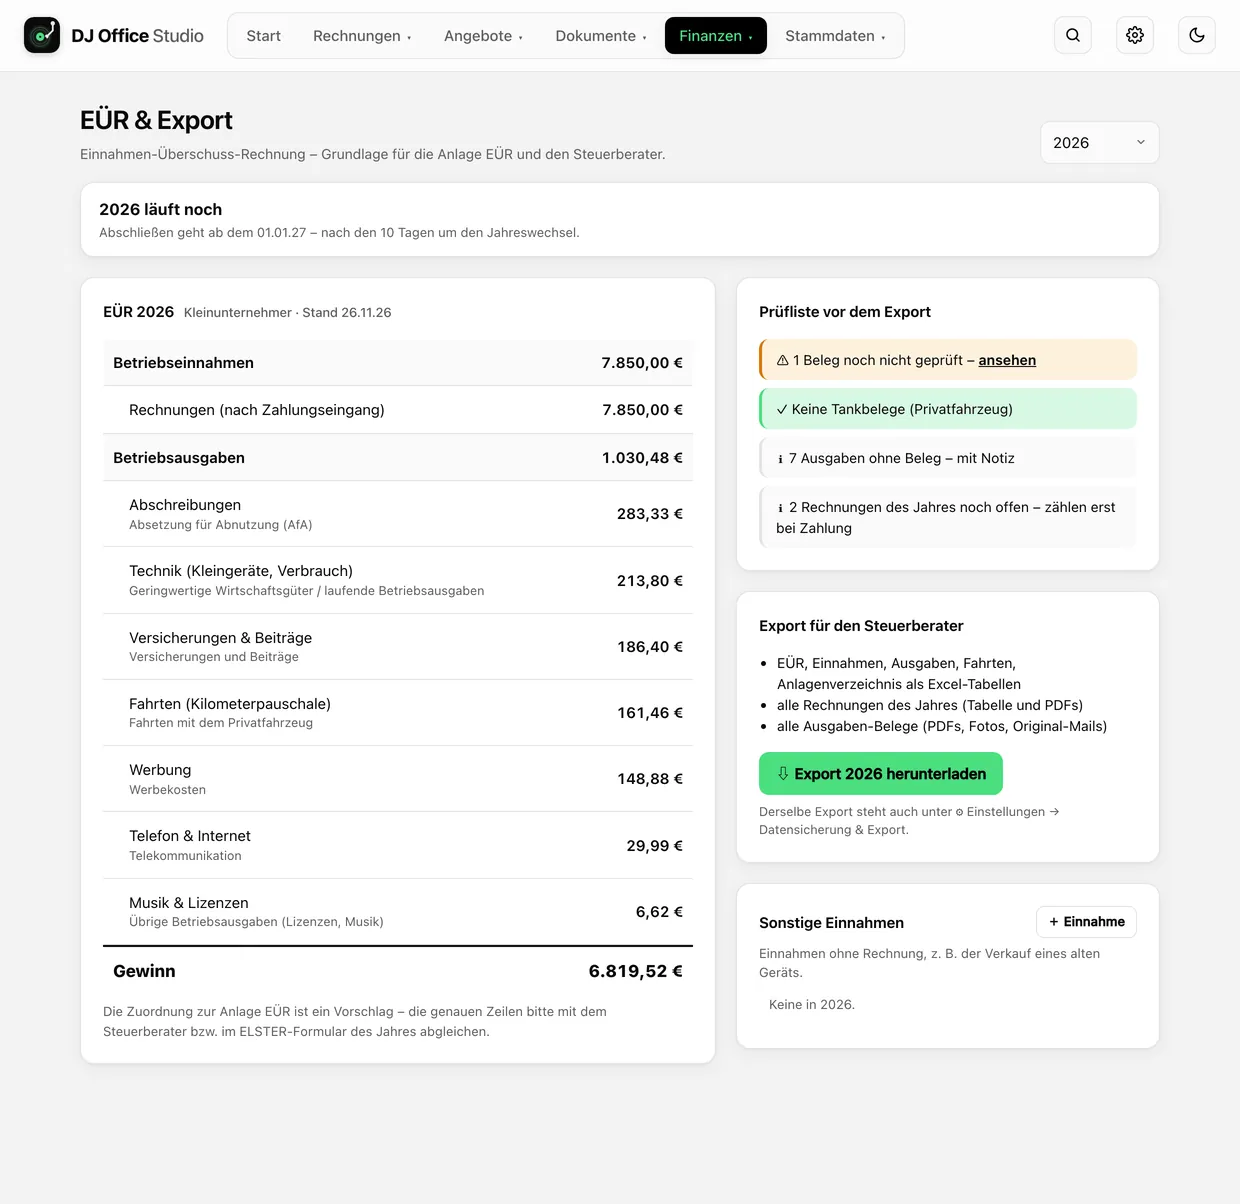 DJ Office Studio
Start
Rechnungen
Angebote
Dokumente
Finanzen
Stammdaten
EÜR & Export
Einnahmen-Überschuss-Rechnung – Grundlage für die Anlage EÜR und den Steuerberater.
2026
2026 läuft noch
Abschließen geht ab dem 01.01.27 – nach den 10 Tagen um den Jahreswechsel.
EÜR 2026 Kleinunternehmer · Stand 26.11.26
Betriebseinnahmen 7.850,00 €
Rechnungen (nach Zahlungseingang) 7.850,00 €
Betriebsausgaben 1.030,48 €
Abschreibungen
Absetzung für Abnutzung (AfA)
283,33 €
Technik (Kleingeräte, Verbrauch)
Geringwertige Wirtschaftsgüter / laufende Betriebsausgaben
213,80 €
Versicherungen & Beiträge
Versicherungen und Beiträge
186,40 €
Fahrten (Kilometerpauschale)
Fahrten mit dem Privatfahrzeug
161,46 €
Werbung
Werbekosten
148,88 €
Telefon & Internet
Telekommunikation
29,99 €
Musik & Lizenzen
Übrige Betriebsausgaben (Lizenzen, Musik)
6,62 €
Gewinn 6.819,52 €
Die Zuordnung zur Anlage EÜR ist ein Vorschlag – die genauen Zeilen bitte mit dem
Steuerberater bzw. im ELSTER-Formular des Jahres abgleichen.
Prüfliste vor dem Export
⚠ 1 Beleg noch nicht geprüft – ansehen
✓ Keine Tankbelege (Privatfahrzeug)
ℹ 7 Ausgaben ohne Beleg – mit Notiz
ℹ 2 Rechnungen des Jahres noch offen – zählen erst
bei Zahlung
Export für den Steuerberater
• EÜR, Einnahmen, Ausgaben, Fahrten,
Anlagenverzeichnis als Excel-Tabellen
• alle Rechnungen des Jahres (Tabelle und PDFs)
• alle Ausgaben-Belege (PDFs, Fotos, Original-Mails)
⇩ Export 2026 herunterladen
Derselbe Export steht auch unter ⚙ Einstellungen →
Datensicherung & Export.
Sonstige Einnahmen
+ Einnahme
Einnahmen ohne Rechnung, z. B. der Verkauf eines alten
Geräts.
Keine in 2026.